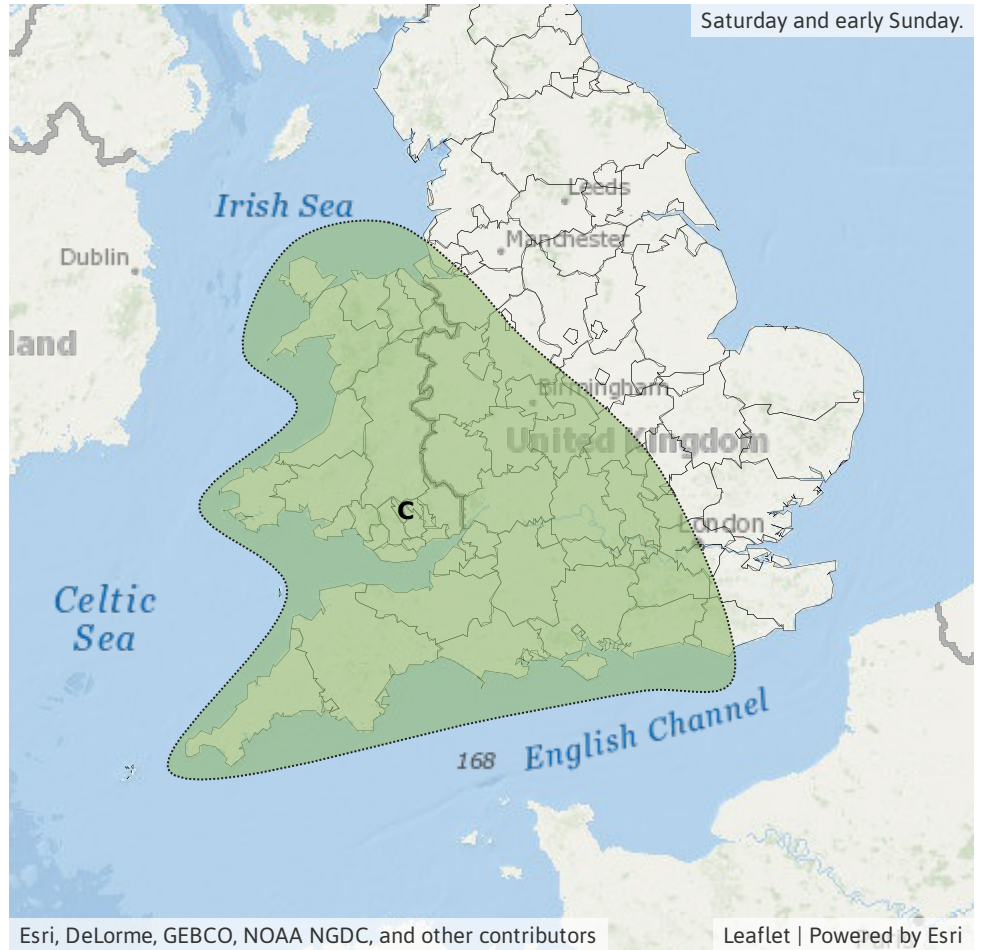 Saturday and early Sunday.
Leeds
Irish Sea
Manchester
Dublin
land
Birmingham
United Kingdom
C
London
Celtic
Sea
English Channel
168
Esri, DeLorme, GEBCO, NOAA NGDC, and other contributors
Leaflet | Powered by Esri